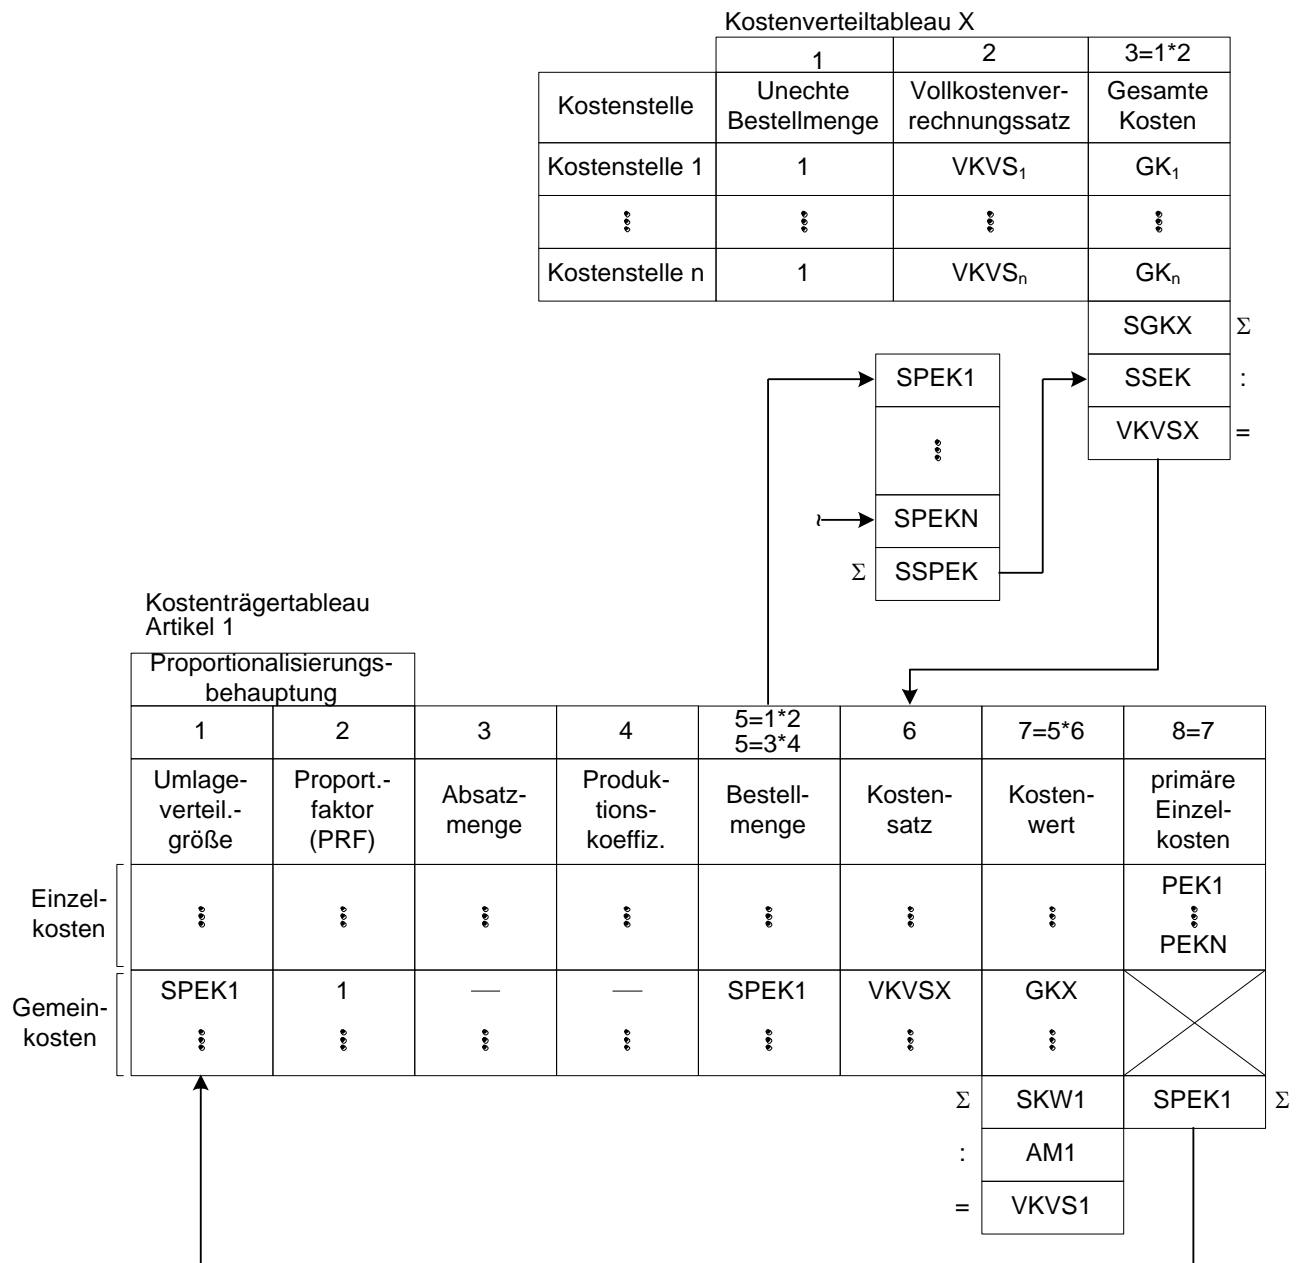 Kostenverteiltableau X
1 2 3=1*2
Kostenstelle Unechte Bestellmenge Vollkostenver-rechnungssatz Gesamte Kosten
Kostenstelle 1 1 VKVS1 GK1
Kostenstelle n 1 VKVSn GKn
SGKX Σ
SPEK1 SSEK :
VKVSX =
SPEKN
Σ SSPEK
Kostenträgertableau
Artikel 1
Proportionalisierungs-
behauptung
1 2 3 4 5=1*2 6 7=5*6 8=7
5=3*4
Umlage- Proport.- Produk- primäre
verteil.- faktor Absatz- tions- Bestell- Kosten- Kosten- Einzel-
größe (PRF) menge koeffiz. menge satz wert kosten
Einzel-
kosten
PEK1
PEKN
Gemein-
kosten
SPEK1 1 — — SPEK1 VKVSX GKX
Σ SKW1 SPEK1 Σ
: AM1
= VKVS1